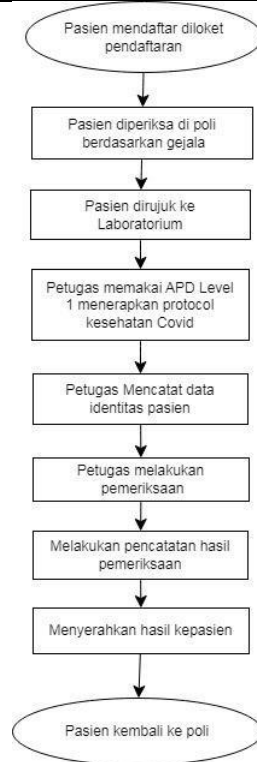 Pasien mendaftar diloket
pendaftaran
Pasien diperiksa di poli
berdasarkan gejala
Pasien dirujuk ke
Laboratorium
Petugas memakai APD Level
1 menerapkan protocol
kesehatan Covid
Petugas Mencatat data
identitas pasien
Petugas melakukan
pemeriksaan
Melakukan pencatatan hasil
pemeriksaan
Menyerahkan hasil kepasien
Pasien kembali ke poli